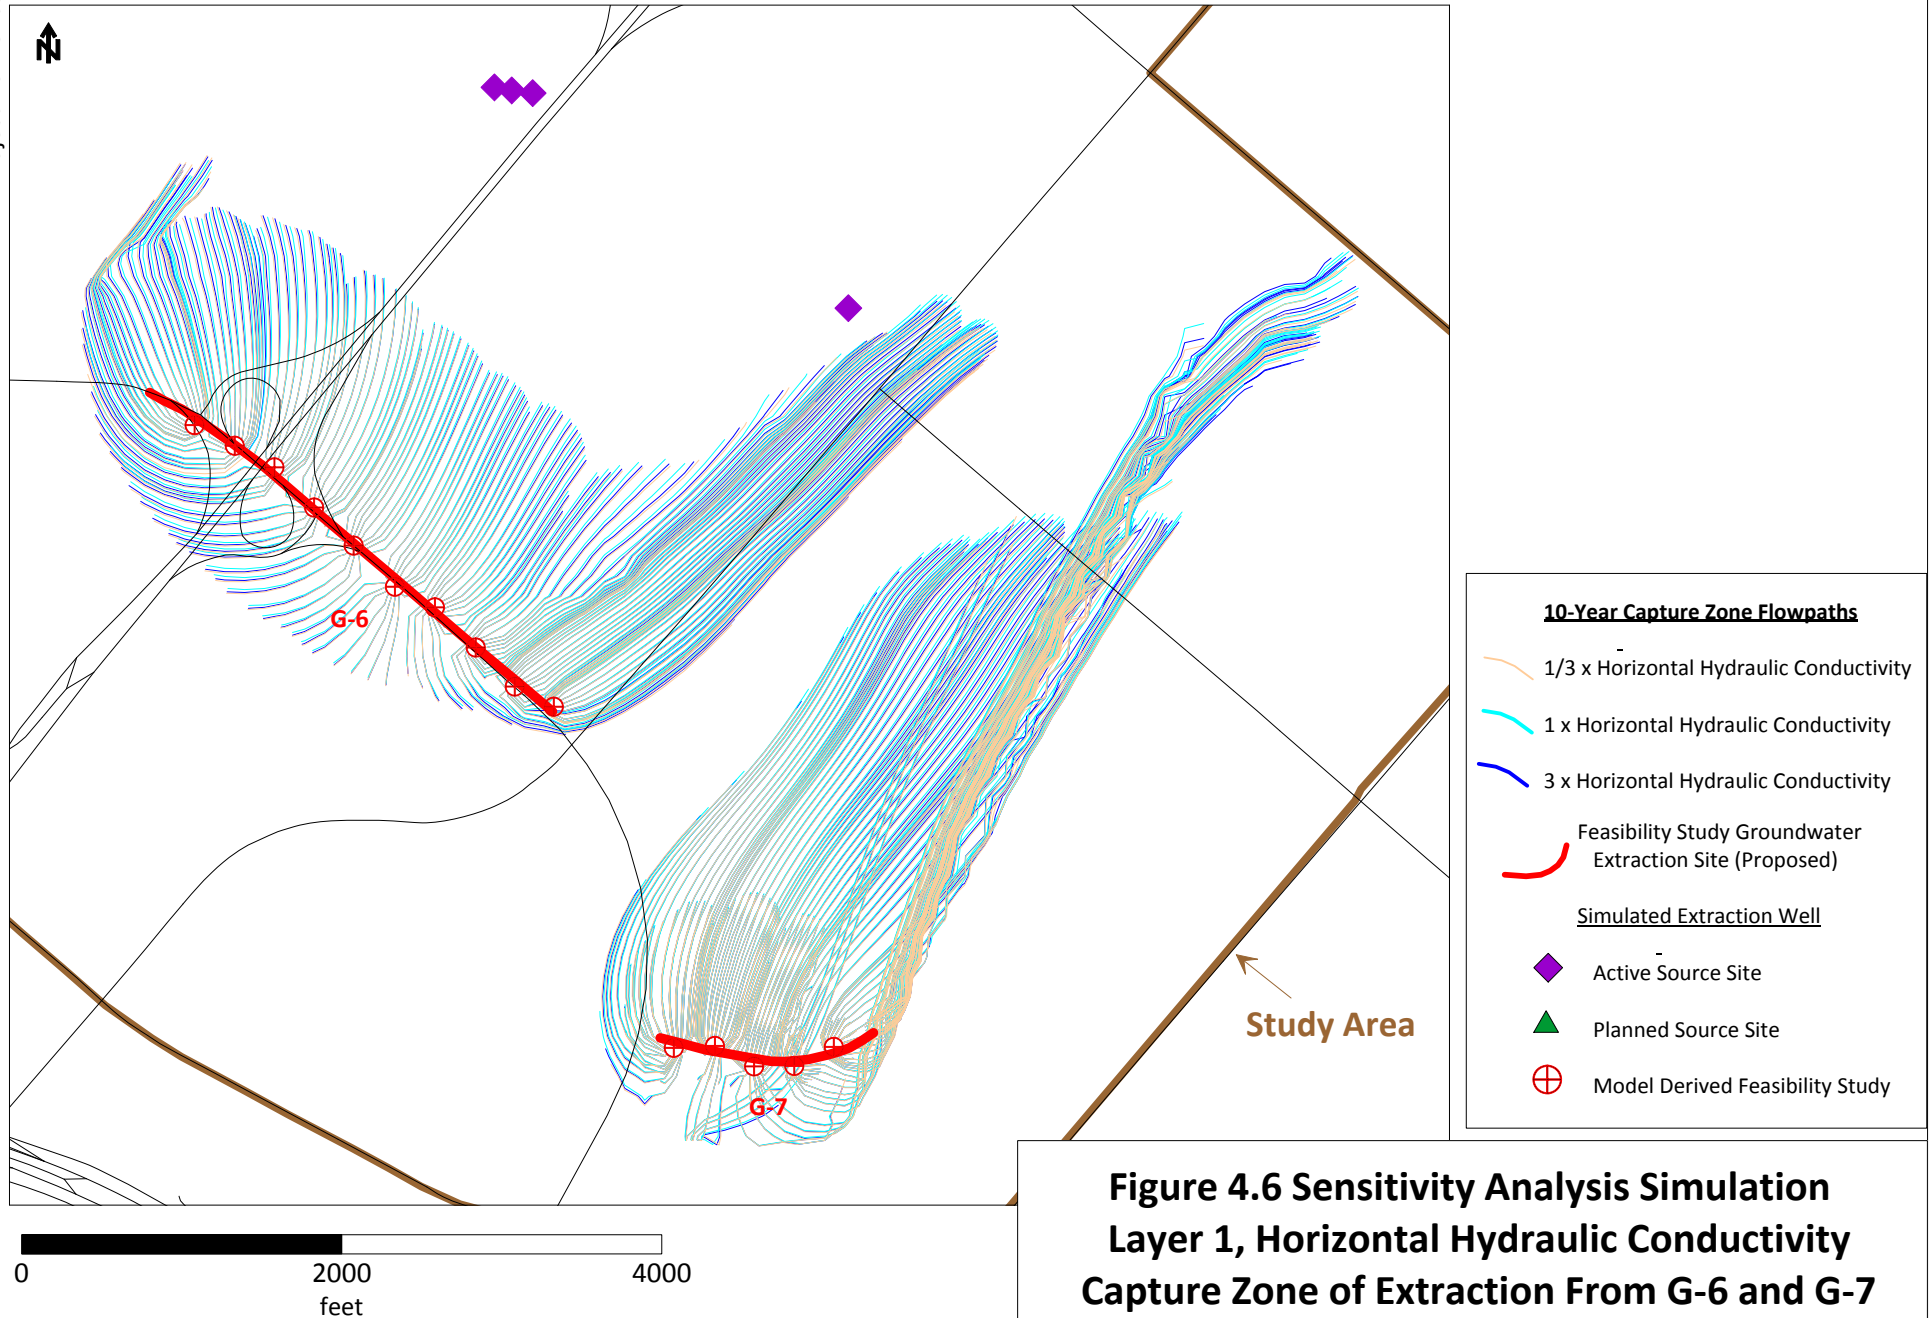 N
G-6
G-7
Study Area
10-Year Capture Zone Flowpaths
1/3 x Horizontal Hydraulic Conductivity
1 x Horizontal Hydraulic Conductivity
3 x Horizontal Hydraulic Conductivity
Feasibility Study Groundwater
Extraction Site (Proposed)
Simulated Extraction Well
Active Source Site
Planned Source Site
Model Derived Feasibility Study
0 2000 4000
feet
Figure 4.6 Sensitivity Analysis Simulation
Layer 1, Horizontal Hydraulic Conductivity
Capture Zone of Extraction From G-6 and G-7